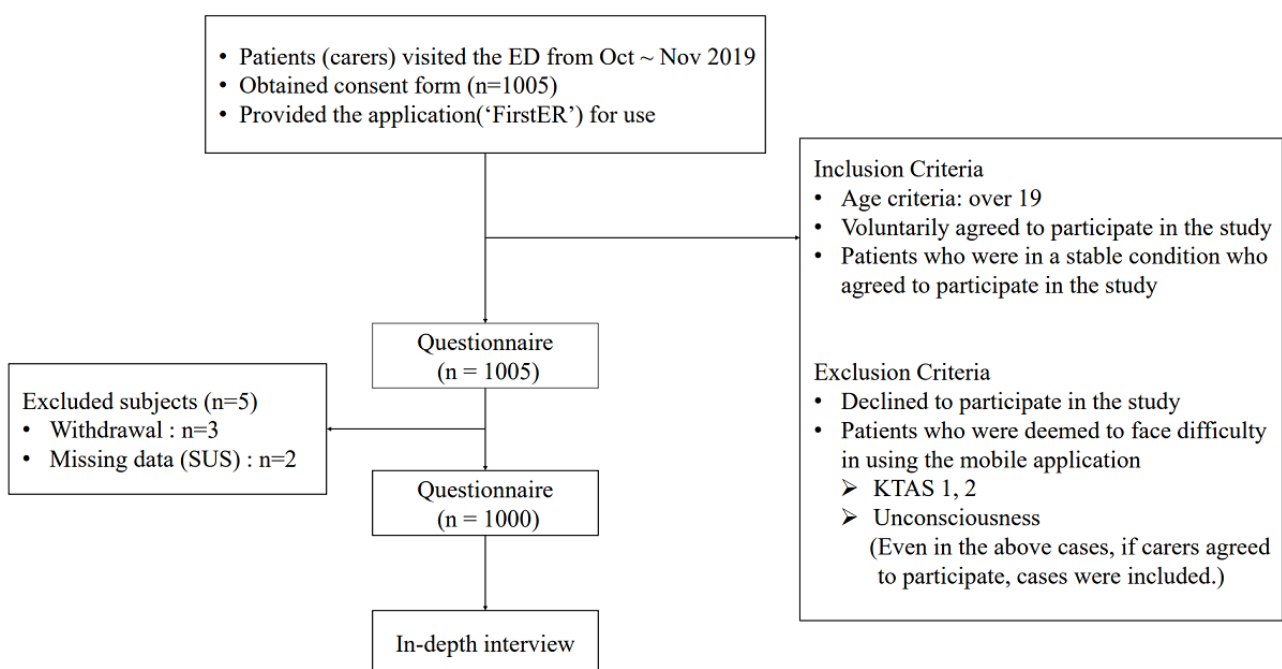 • Patients (carers) visited the ED from Oct ~ Nov 2019
• Obtained consent form (n=1005)
• Provided the application(‘FirstER’) for use
Inclusion Criteria
• Age criteria: over 19
• Voluntarily agreed to participate in the study
• Patients who were in a stable condition who
agreed to participate in the study
Exclusion Criteria
• Declined to participate in the study
• Patients who were deemed to face difficulty
in using the mobile application
➢ KTAS 1, 2
➢ Unconsciousness
(Even in the above cases, if carers agreed
to participate, cases were included.)
Questionnaire
(n = 1005)
Excluded subjects (n=5)
• Withdrawal : n=3
• Missing data (SUS) : n=2
Questionnaire
(n = 1000)
In-depth interview